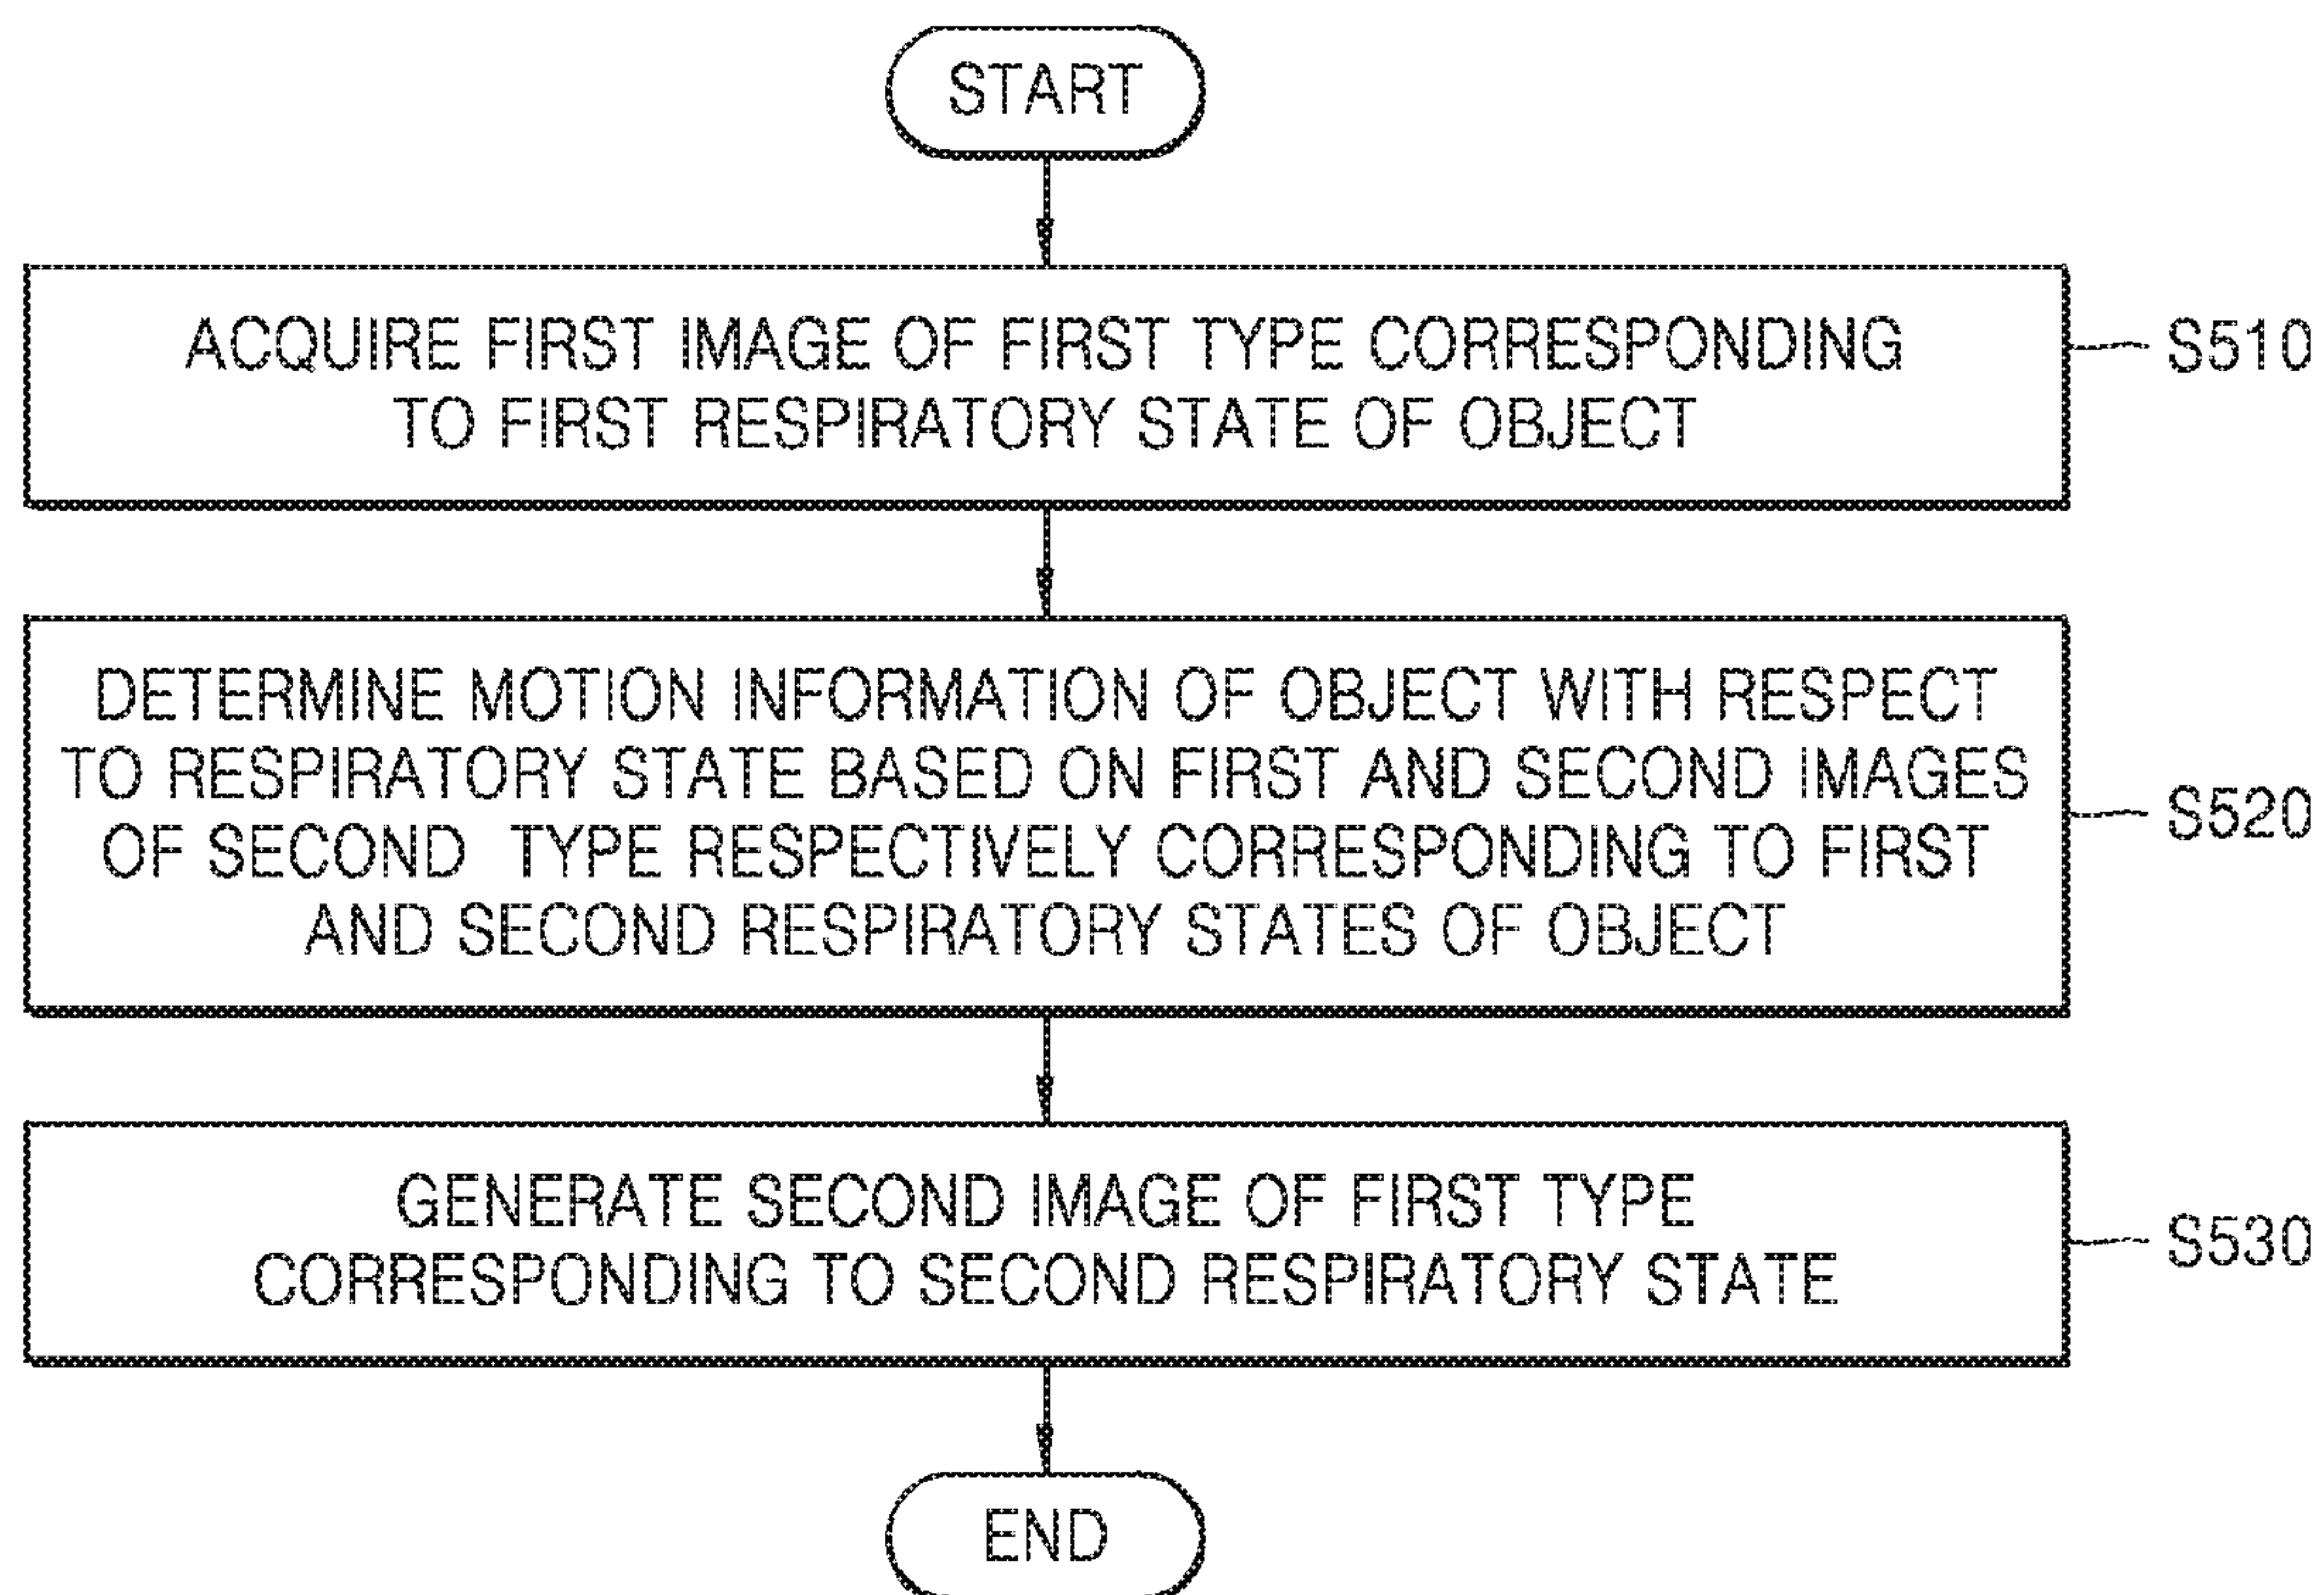 START
ACQUIRE FIRST IMAGE OF FIRST TYPE CORRESPONDING
TO FIRST RESPIRATORY STATE OF OBJECT
S510
DETERMINE MOTION INFORMATION OF OBJECT WITH RESPECT
TO RESPIRATORY STATE BASED ON FIRST AND SECOND IMAGES
OF SECOND TYPE RESPECTIVELY CORRESPONDING TO FIRST
AND SECOND RESPIRATORY STATES OF OBJECT
S520
GENERATE SECOND IMAGE OF FIRST TYPE
CORRESPONDING TO SECOND RESPIRATORY STATE
S530
END